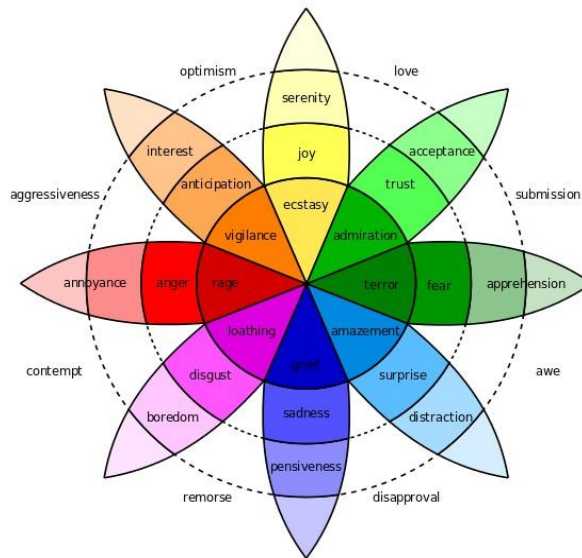 optimism
love
serenity
interest
acceptance
joy
anticipation
trust
aggressiveness
submission
ecstasy
vigilance
admiration
annoyance
anger
rage
terror
fear
apprehension
loathing
amazement
grief
contempt
disgust
surprise
awe
boredom
sadness
distraction
pensiveness
remorse
disapproval